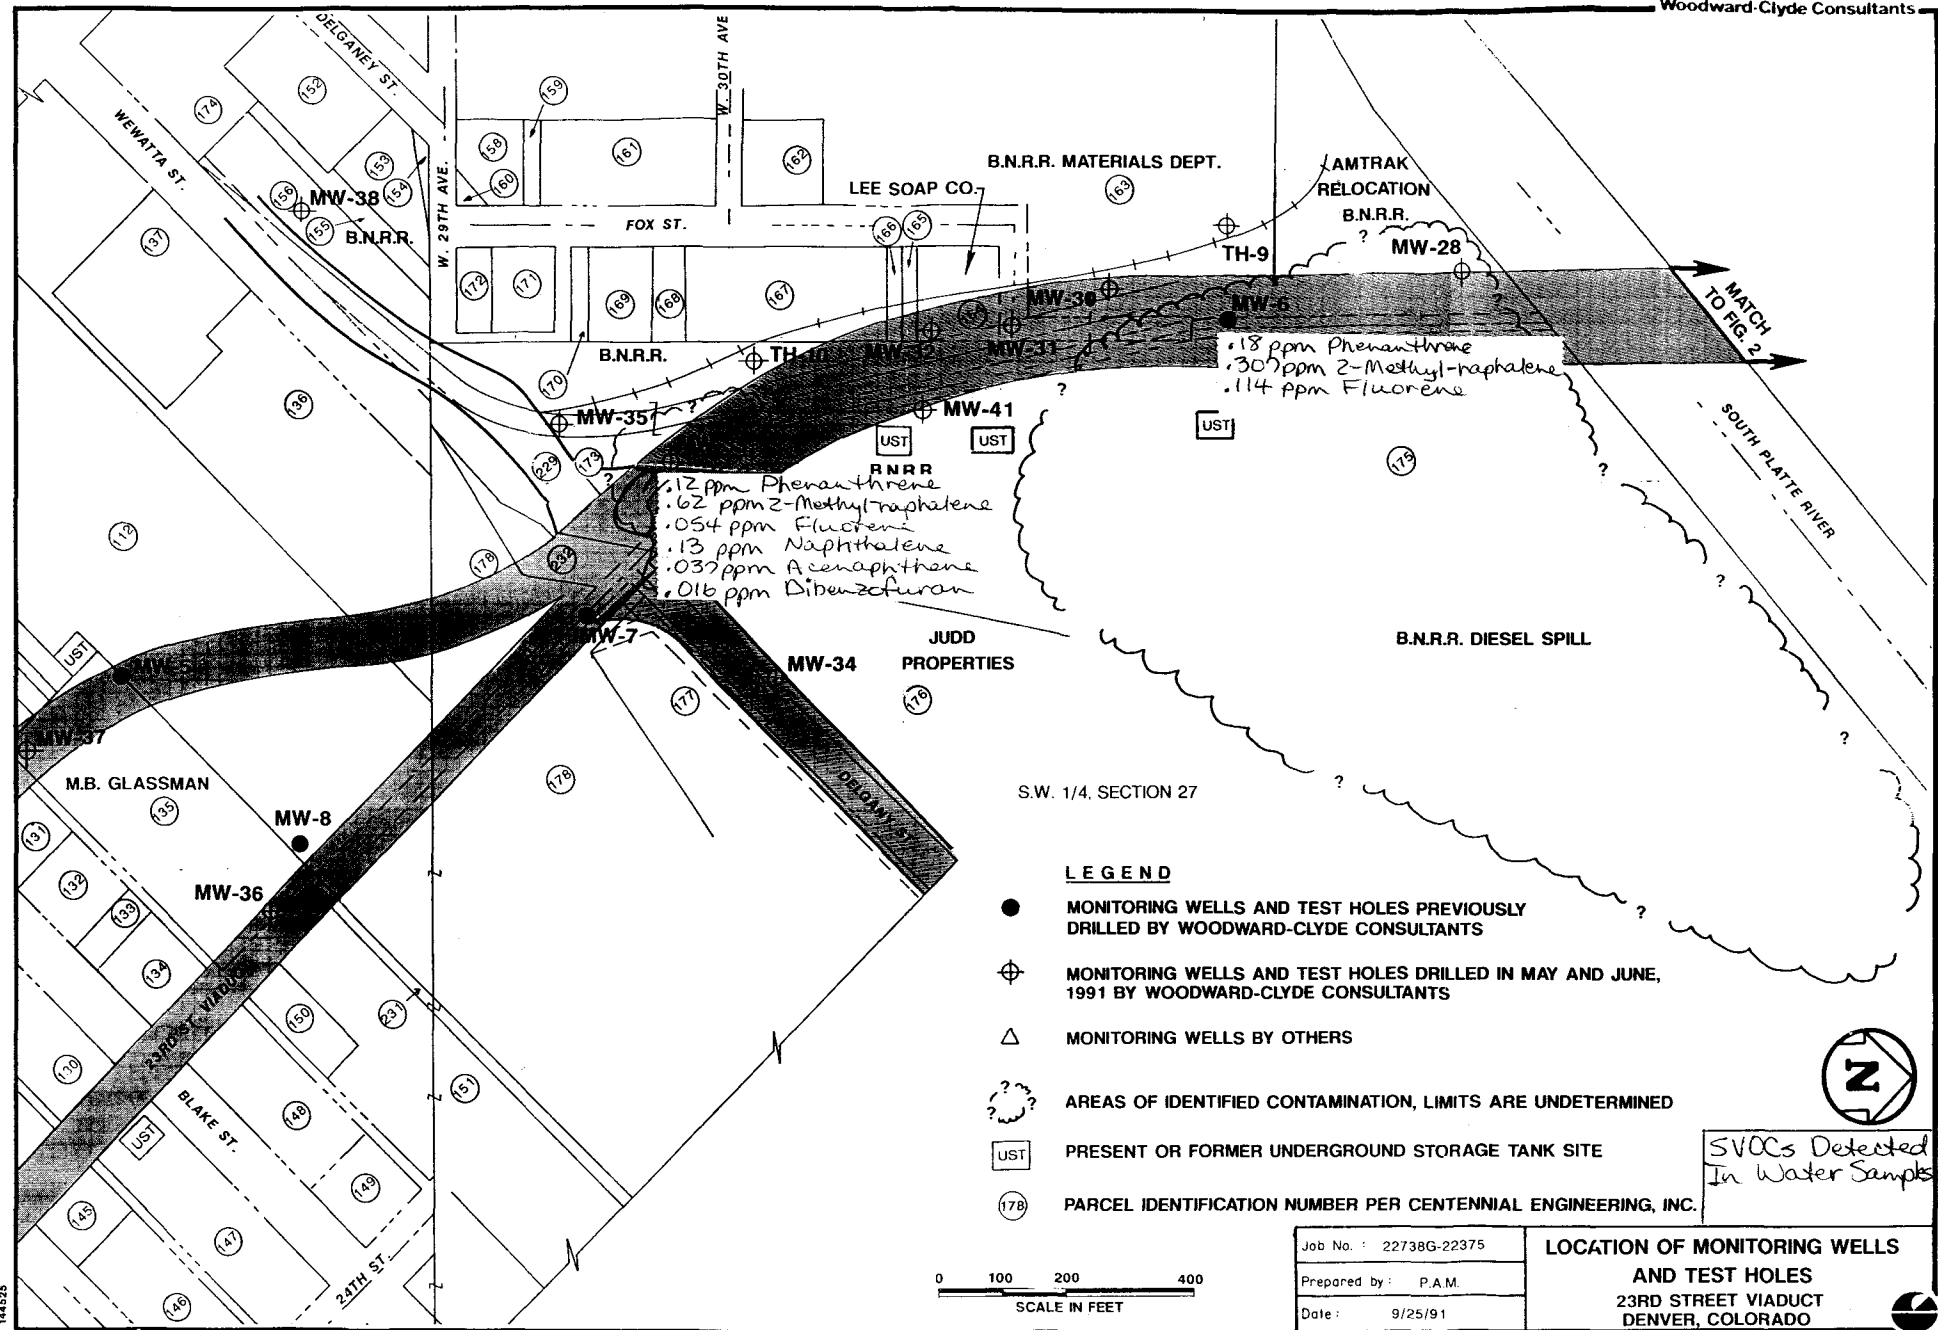 Woodward-Clyde Consultants
DELGANEY ST.
WEWATTA ST.
W. 29TH AVE.
W. 30TH AVE
FOX ST.
174
152
153
154
156
155
MW-38
B.N.R.R.
137
136
159
158
160
161
162
LEE SOAP CO.
B.N.R.R. MATERIALS DEPT.
163
AMTRAK
RELOCATION
B.N.R.R.
?
MW-28
TH-9
166
165
172
171
169
168
167
170
B.N.R.R.
MW-30
MW-6
?
MW-32
MW-31
MATCH
TO FIG. 2
.18 ppm Phenanthrene
.307ppm 2-Methyl-naphalene
.114 ppm Fluorene
?
?
MW-35
MW-41
UST
UST
UST
B.N.R.R.
229
173
?
.12 ppm Phenanthrene
.62 ppm 2-Methyl-naphalene
.054 ppm Fluorene
.13 ppm Naphthalene
.037ppm Acenaphthene
.016 ppm Dibenzofuran
175
?
SOUTH PLATTE RIVER
112
178
232
?
UST
MW-7
JUDD
PROPERTIES
B.N.R.R. DIESEL SPILL
MW-34
177
176
?
MW-37
M.B. GLASSMAN
135
178
DELGANY ST.
S.W. 1/4, SECTION 27
?
131
MW-8
132
133
MW-36
134
?
23RD ST. VIADUCT
150
231
130
151
BLAKE ST.
148
UST
149
145
147
146
24TH ST.
LEGEND
MONITORING WELLS AND TEST HOLES PREVIOUSLY
DRILLED BY WOODWARD-CLYDE CONSULTANTS
MONITORING WELLS AND TEST HOLES DRILLED IN MAY AND JUNE,
1991 BY WOODWARD-CLYDE CONSULTANTS
MONITORING WELLS BY OTHERS
? ? ? ?
AREAS OF IDENTIFIED CONTAMINATION, LIMITS ARE UNDETERMINED
UST PRESENT OR FORMER UNDERGROUND STORAGE TANK SITE
178 PARCEL IDENTIFICATION NUMBER PER CENTENNIAL ENGINEERING, INC.
N
SVOCs Detected
In Water Samples
0 100 200 400
SCALE IN FEET
Job No. : 22738G-22375
Prepared by : P.A.M.
Date : 9/25/91
LOCATION OF MONITORING WELLS
AND TEST HOLES
23RD STREET VIADUCT
DENVER, COLORADO
144525